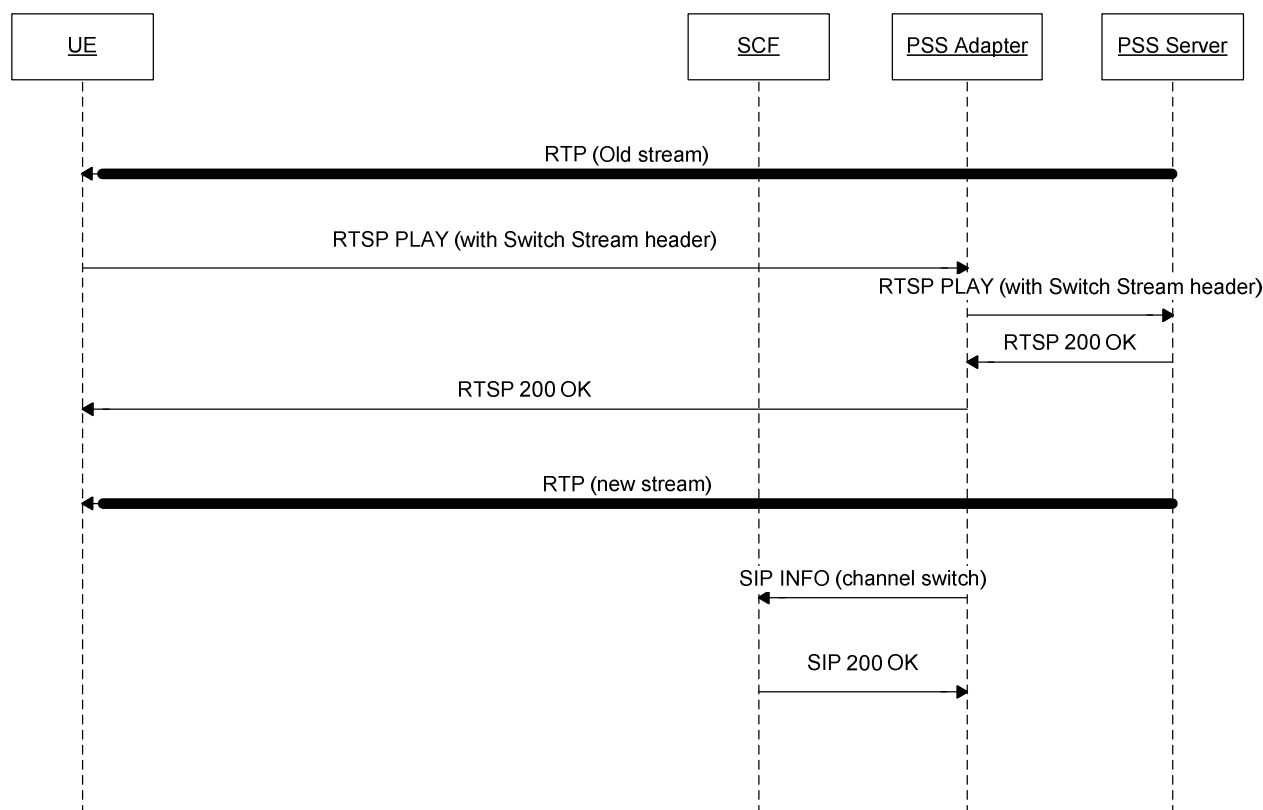 UE
SCF
PSS Adapter
PSS Server
RTP (Old stream)
RTSP PLAY (with Switch Stream header)
RTSP PLAY (with Switch Stream header)
RTSP 200 OK
RTSP 200 OK
RTP (new stream)
SIP INFO (channel switch)
SIP 200 OK